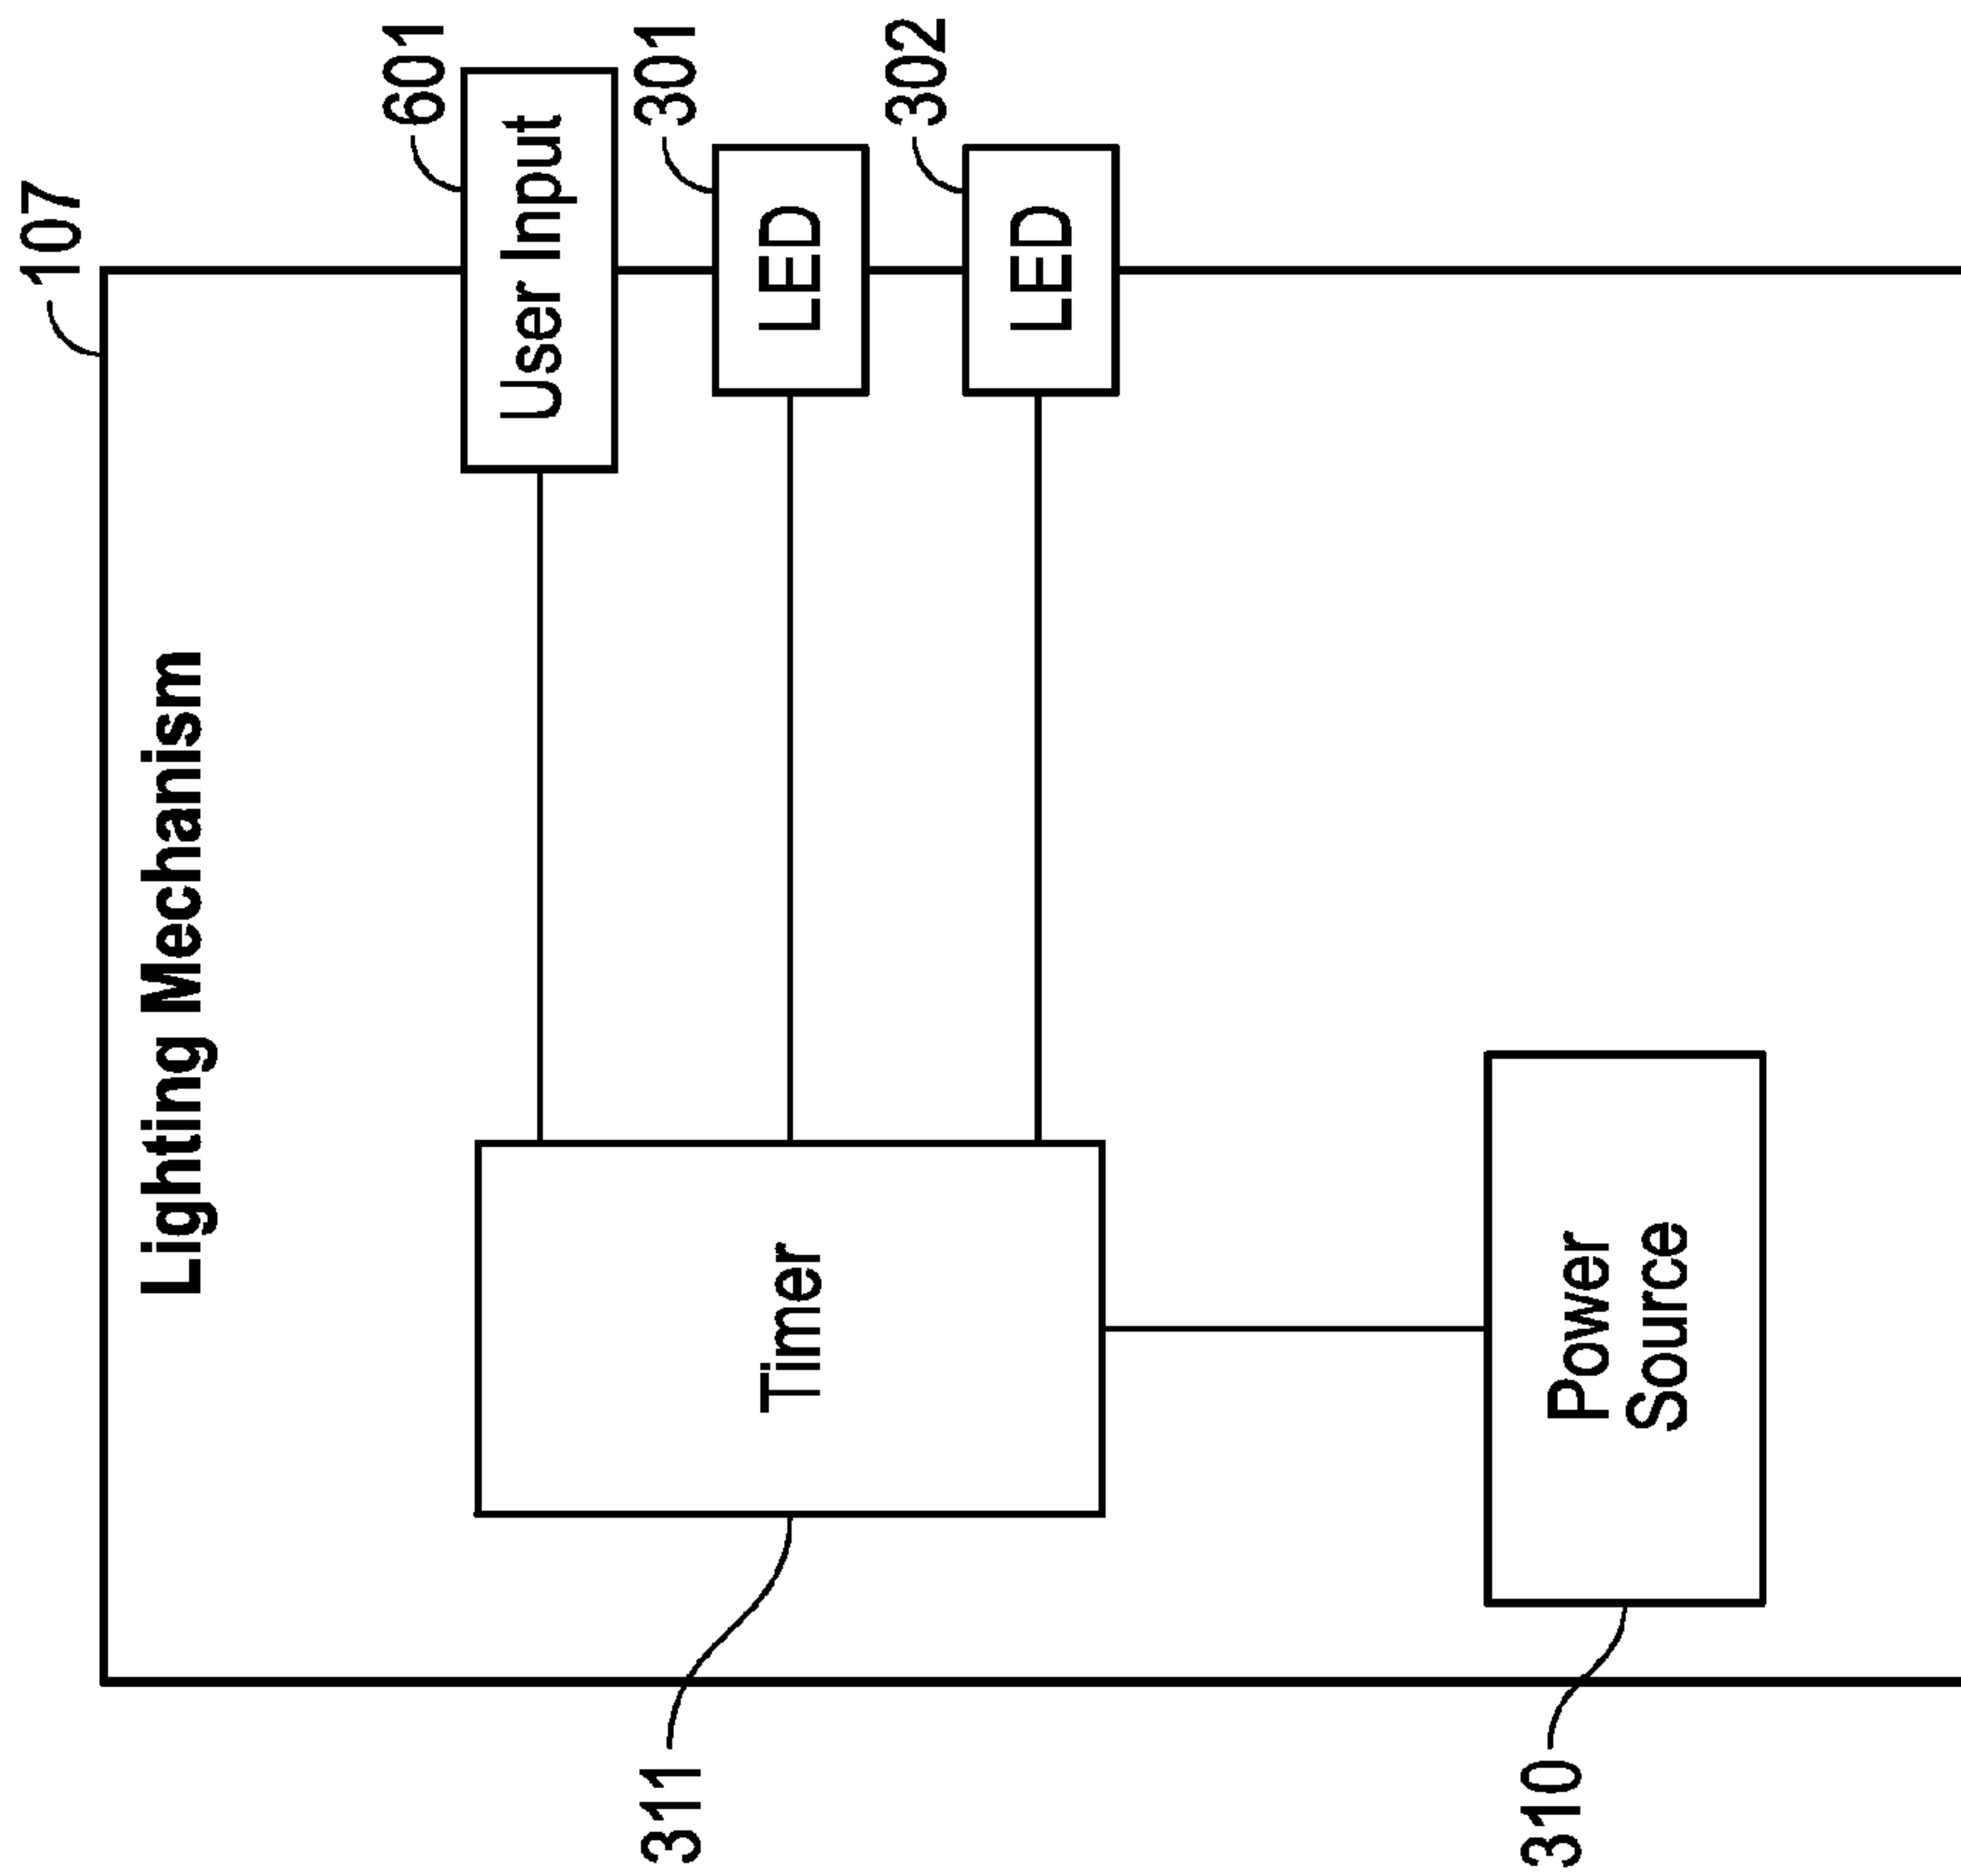 107
Lighting Mechanism
601
User Input
301
LED
302
LED
Timer
311
Power
Source
310